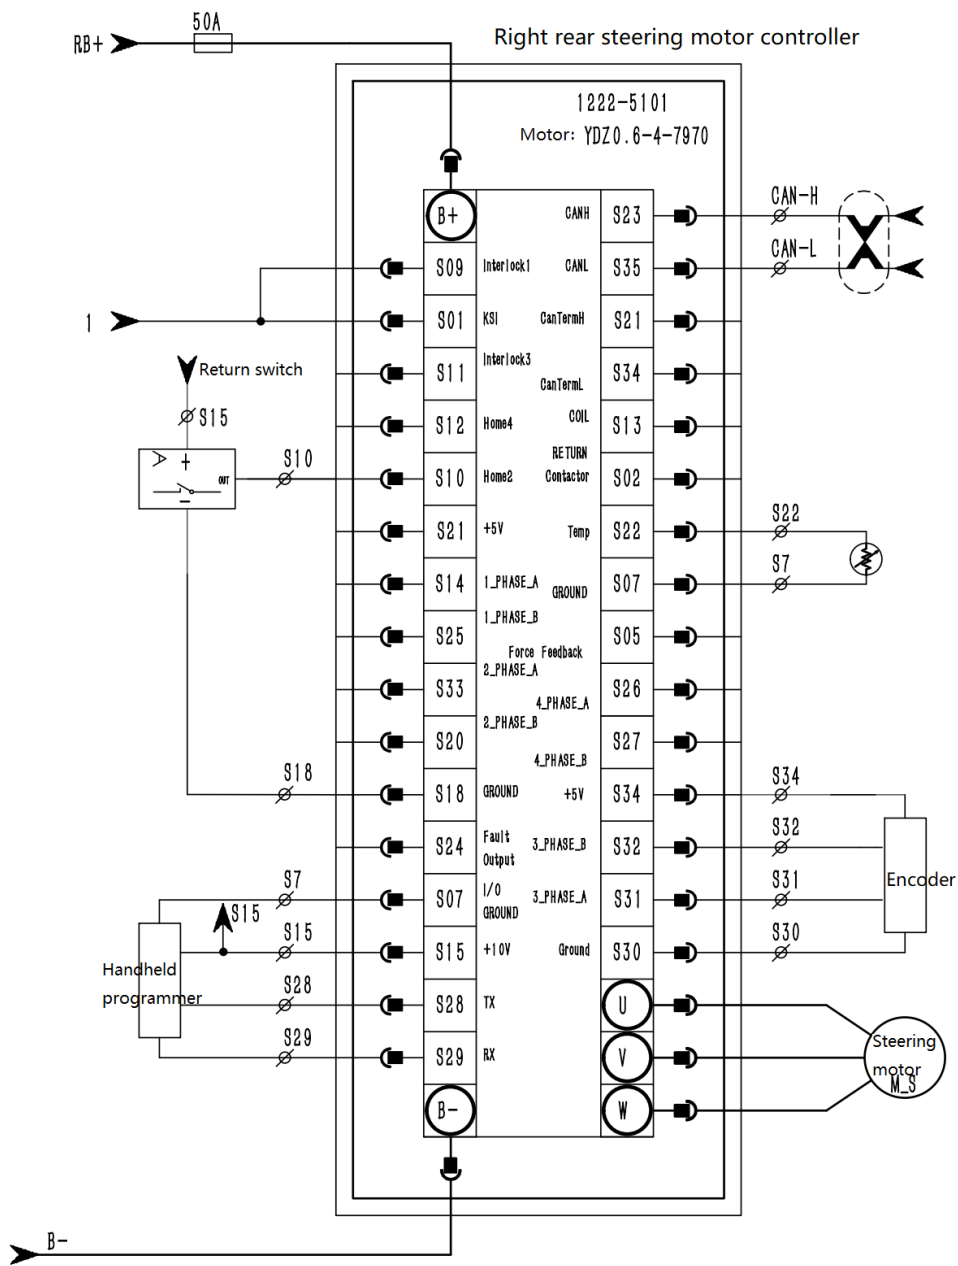 50A
RB+
Right rear steering motor controller
1222-5101
Motor: YDZ0.6-4-7970
B+
CANH
S23
CAN-H
S09
Interlock1
CANL
S35
CAN-L
1
S01
KSI
CanTermH
S21
Return switch
S11
Interlock3
CanTermL
S34
S15
S12
Home4
COIL
S13
A
+
OUT
-
S10
S10
Home2
RETURN
Contactor
S02
S21
+5V
Temp
S22
S22
S14
1_PHASE_A
GROUND
S07
S7
S25
1_PHASE_B
Force Feedback
S05
S33
2_PHASE_A
4_PHASE_A
S26
S20
2_PHASE_B
4_PHASE_B
S27
S18
S18
GROUND
+5V
S34
S34
S24
Fault
Output
3_PHASE_B
S32
S32
Encoder
S7
S07
I/O
GROUND
3_PHASE_A
S31
S31
S15
S15
S15
+10V
Ground
S30
S30
Handheld
programmer
S28
S28
TX
U
S29
S29
RX
V
Steering
motor
M_S
B-
W
B-